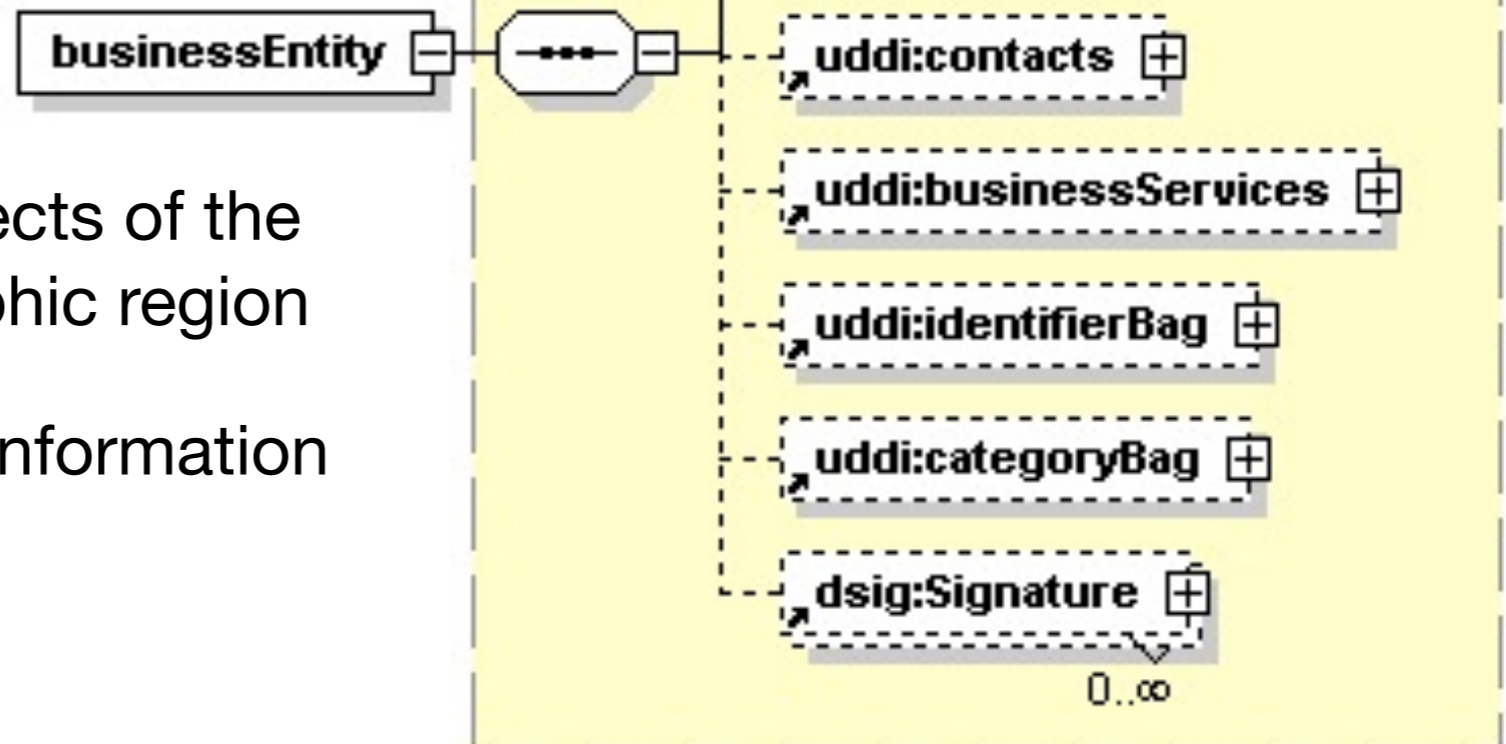 businessEntity
uddi:contacts
uddi:businessServices
ects of the
phic region
uddi:identifierBag
nformation
uddi:categoryBag
dsig:Signature
0..∞